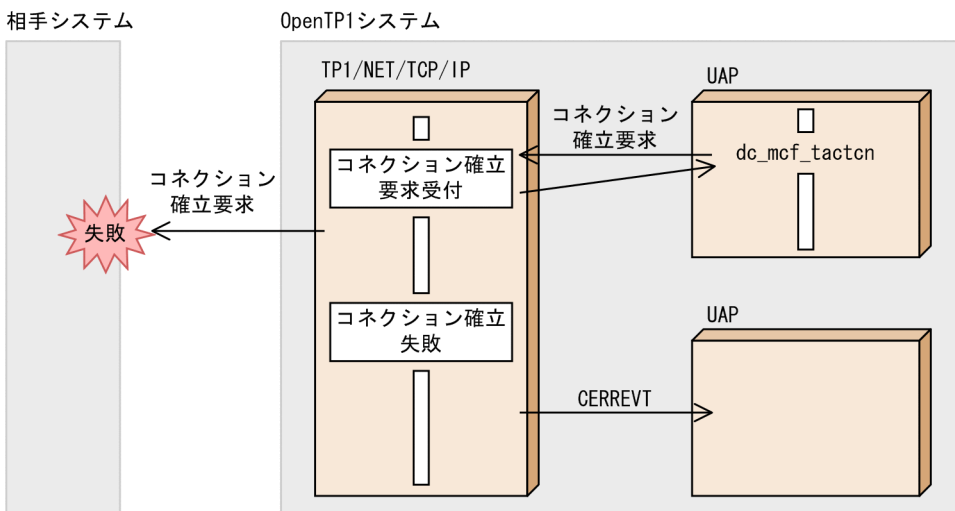 相手システム
OpenTP1システム
TP1/NET/TCP/IP
UAP
コネクション
確立要求
dc_mcf_tactcn
コネクション確立
要求受付
コネクション
確立要求
失敗
コネクション確立
失敗
UAP
CERREVT